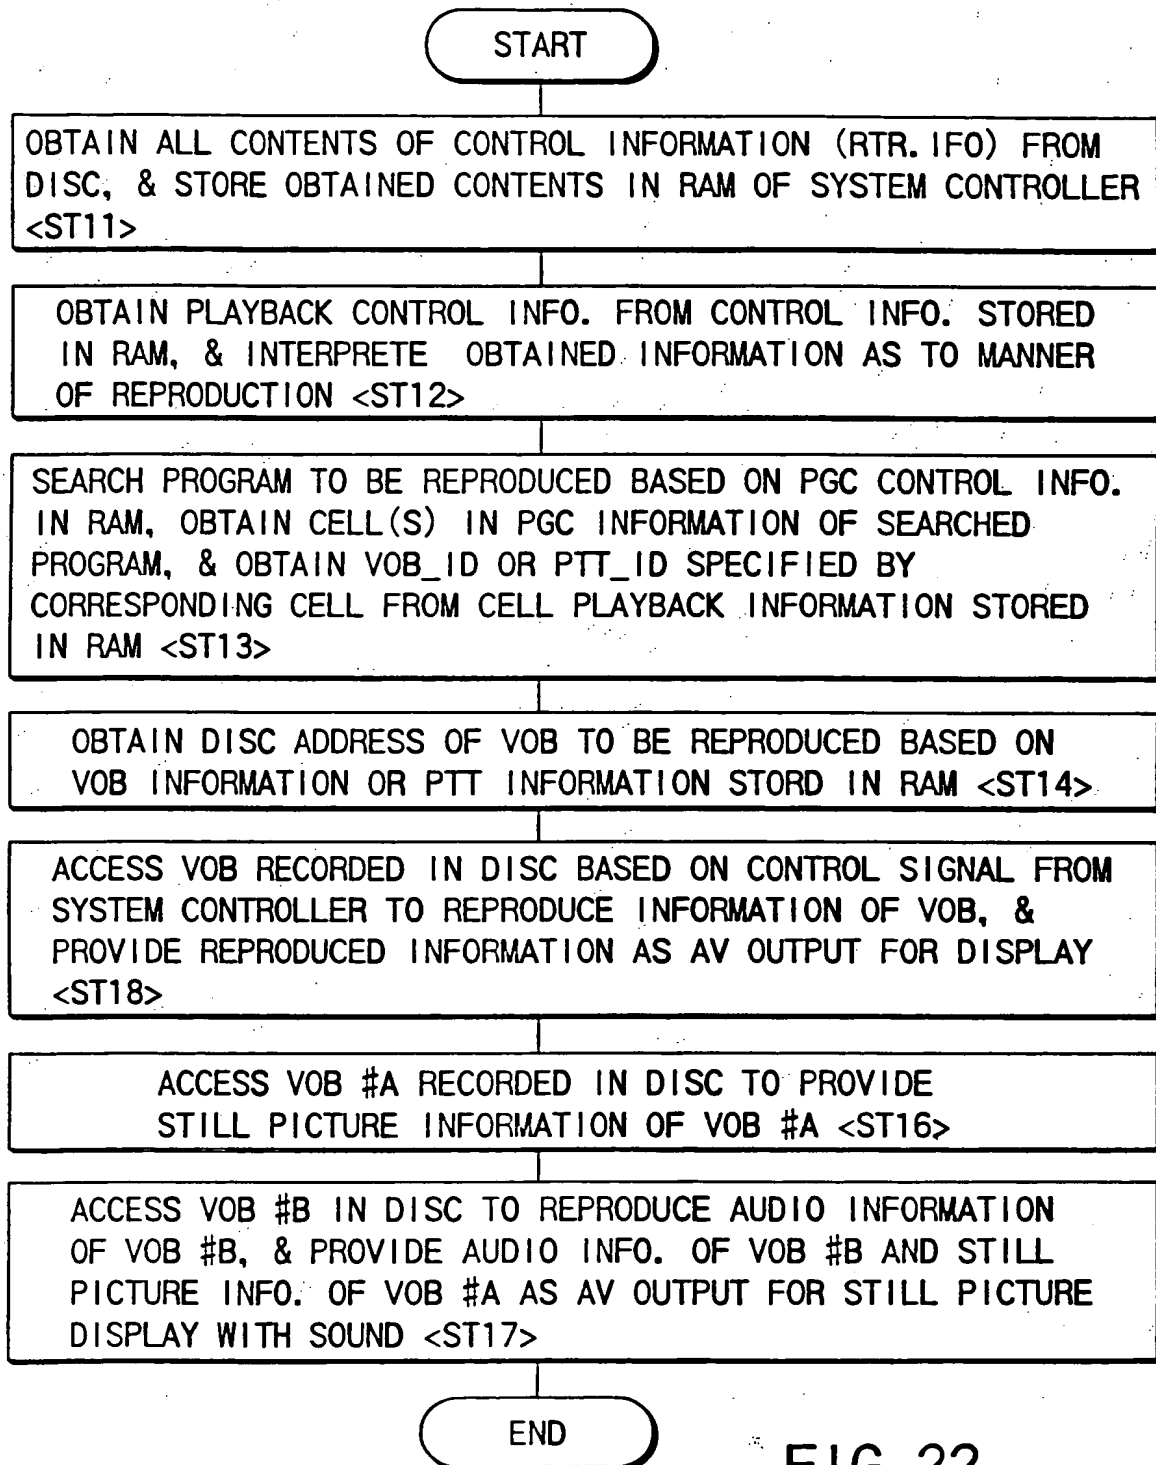 START
OBTAIN ALL CONTENTS OF CONTROL INFORMATION (RTR.IFO) FROM
DISC, & STORE OBTAINED CONTENTS IN RAM OF SYSTEM CONTROLLER
<ST11>
OBTAIN PLAYBACK CONTROL INFO. FROM CONTROL INFO. STORED
IN RAM, & INTERPRETE OBTAINED INFORMATION AS TO MANNER
OF REPRODUCTION <ST12>
SEARCH PROGRAM TO BE REPRODUCED BASED ON PGC CONTROL INFO.
IN RAM, OBTAIN CELL(S) IN PGC INFORMATION OF SEARCHED
PROGRAM, & OBTAIN VOB_ID OR PTT_ID SPECIFIED BY
CORRESPONDING CELL FROM CELL PLAYBACK INFORMATION STORED
IN RAM <ST13>
OBTAIN DISC ADDRESS OF VOB TO BE REPRODUCED BASED ON
VOB INFORMATION OR PTT INFORMATION STORD IN RAM <ST14>
ACCESS VOB RECORDED IN DISC BASED ON CONTROL SIGNAL FROM
SYSTEM CONTROLLER TO REPRODUCE INFORMATION OF VOB, &
PROVIDE REPRODUCED INFORMATION AS AV OUTPUT FOR DISPLAY
<ST18>
ACCESS VOB #A RECORDED IN DISC TO PROVIDE
STILL PICTURE INFORMATION OF VOB #A <ST16>
ACCESS VOB #B IN DISC TO REPRODUCE AUDIO INFORMATION
OF VOB #B, & PROVIDE AUDIO INFO. OF VOB #B AND STILL
PICTURE INFO. OF VOB #A AS AV OUTPUT FOR STILL PICTURE
DISPLAY WITH SOUND <ST17>
END
FIG. 22